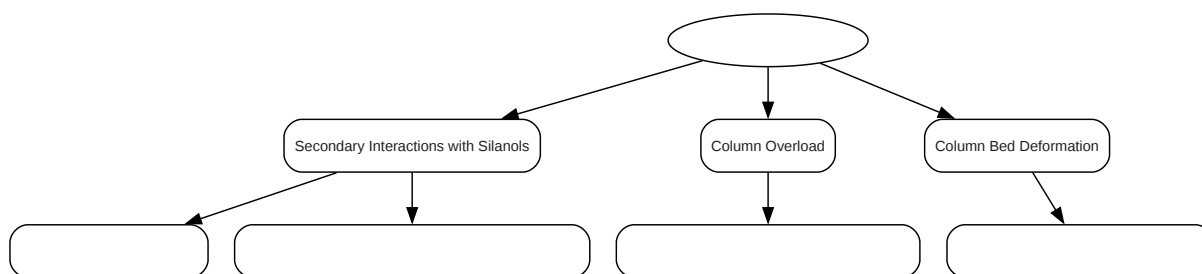 Secondary Interactions with Silanols
Column Overload
Column Bed Deformation